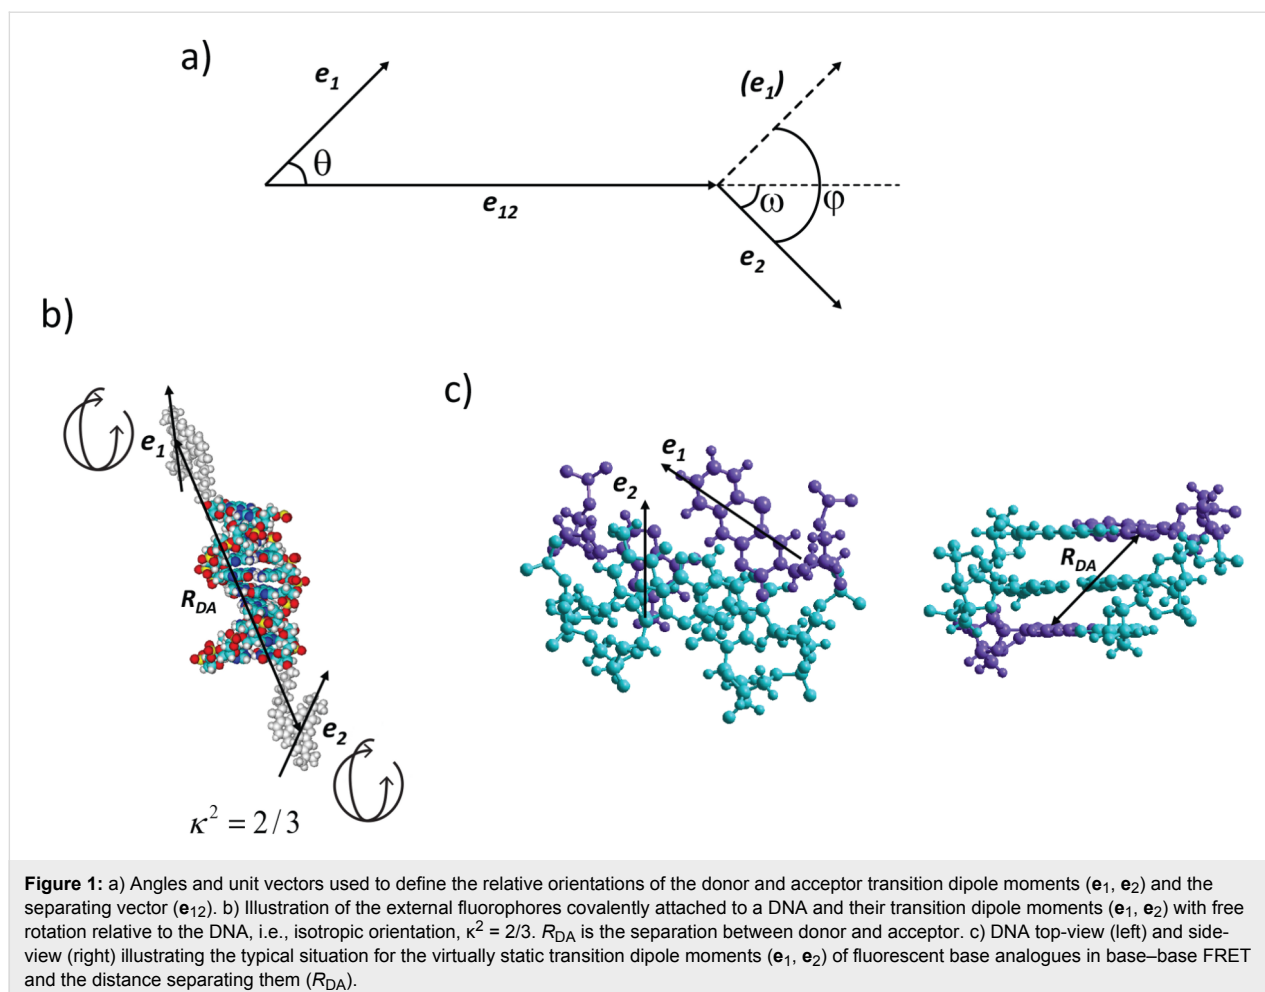 a)
e1
(e1)
θ
e12
ω
φ
e2
b)
c)
e1
e1
e2
RDA
RDA
e2
κ² = 2/3
Figure 1: a) Angles and unit vectors used to define the relative orientations of the donor and acceptor transition dipole moments (e1, e2) and the
separating vector (e12). b) Illustration of the external fluorophores covalently attached to a DNA and their transition dipole moments (e1, e2) with free
rotation relative to the DNA, i.e., isotropic orientation, κ² = 2/3. RDA is the separation between donor and acceptor. c) DNA top-view (left) and side-
view (right) illustrating the typical situation for the virtually static transition dipole moments (e1, e2) of fluorescent base analogues in base–base FRET
and the distance separating them (RDA).